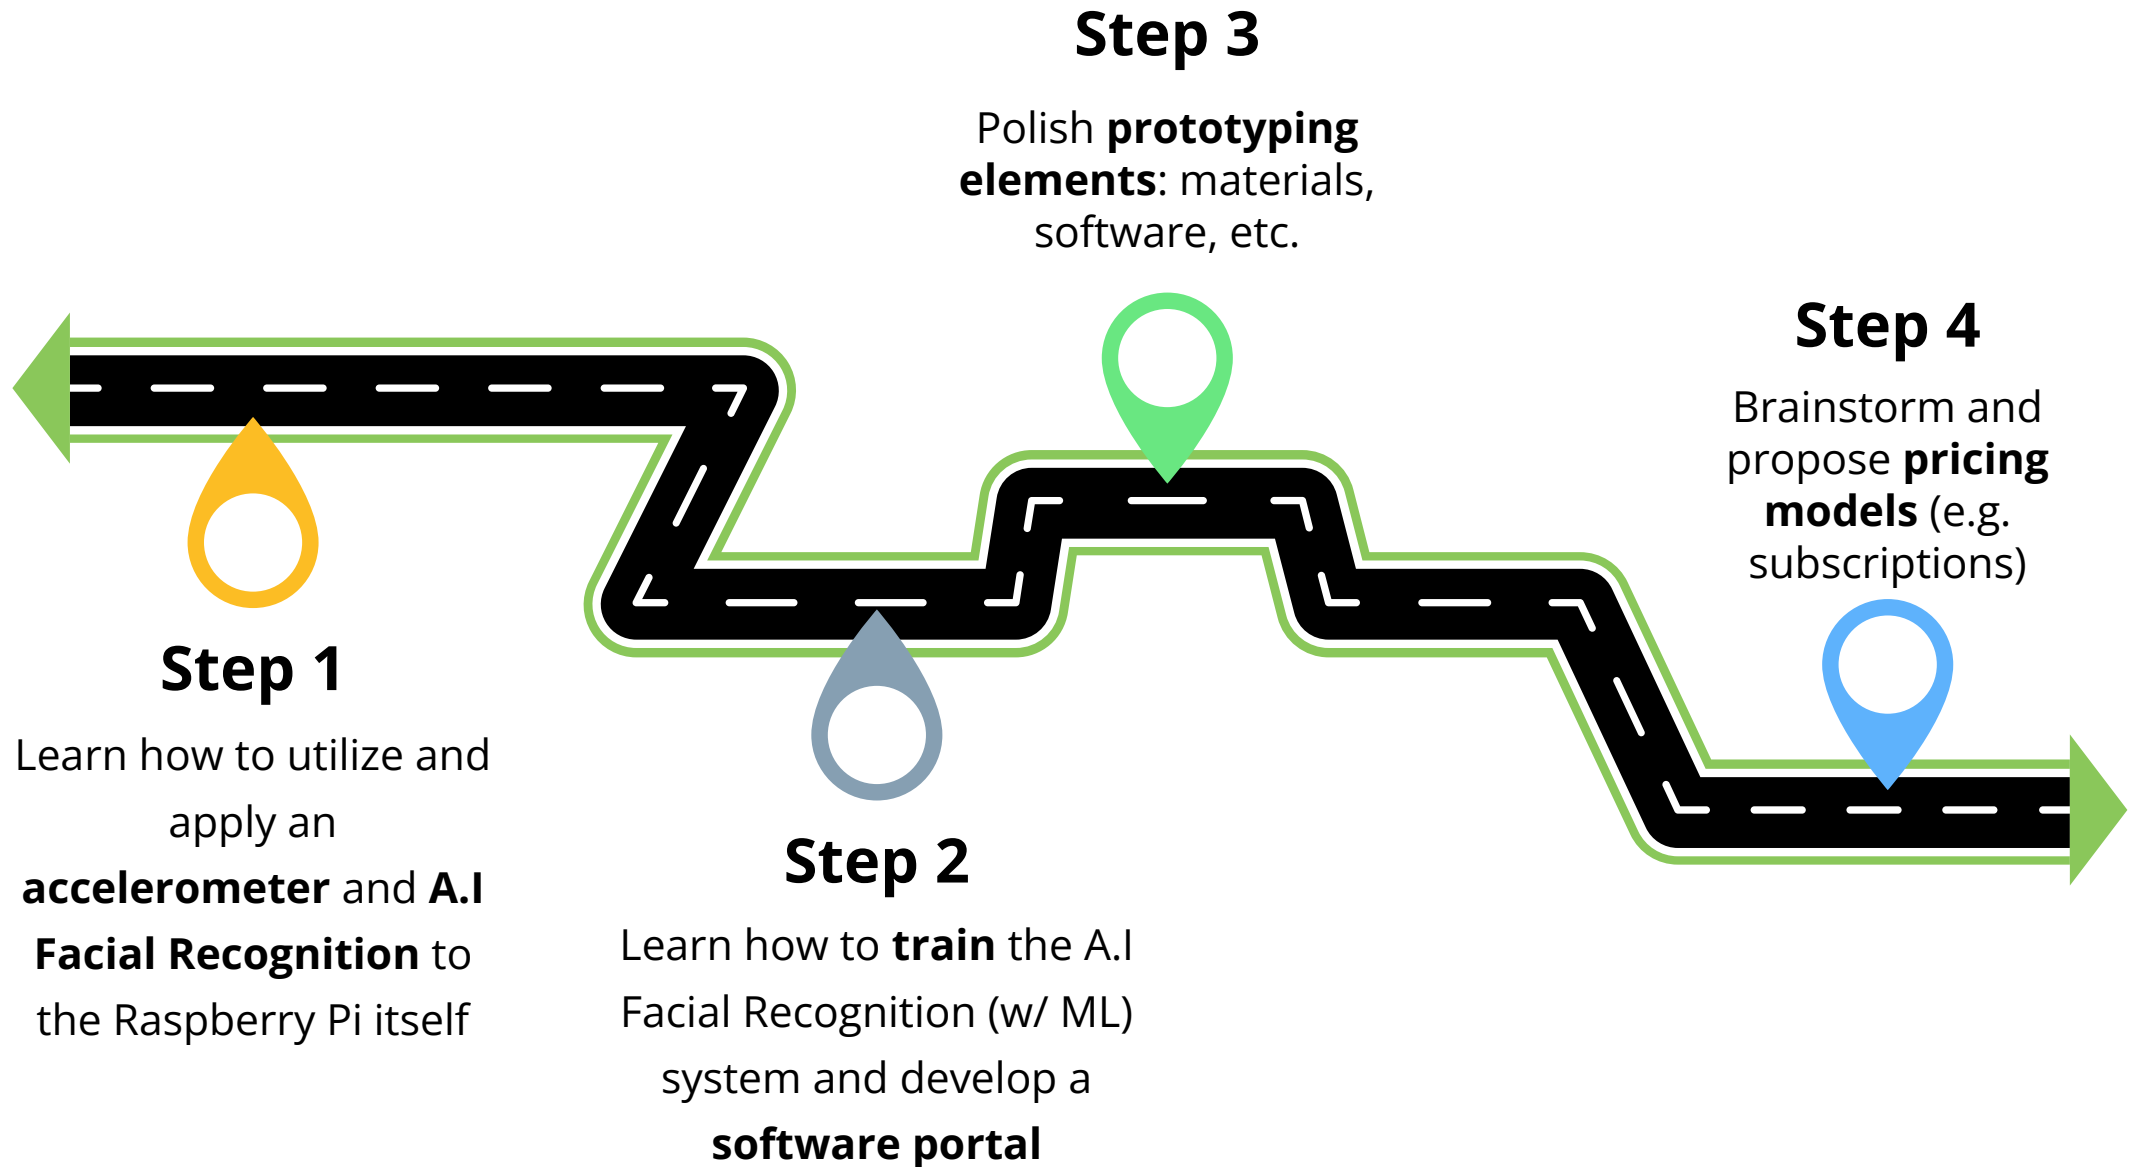 Step 1
Learn how to utilize and
apply an
accelerometer and A.I
Facial Recognition to
the Raspberry Pi itself
Step 2
Learn how to train the A.I
Facial Recognition (w/ ML)
system and develop a
software portal
Step 3
Polish prototyping
elements: materials,
software, etc.
Step 4
Brainstorm and
propose pricing
models (e.g.
subscriptions)